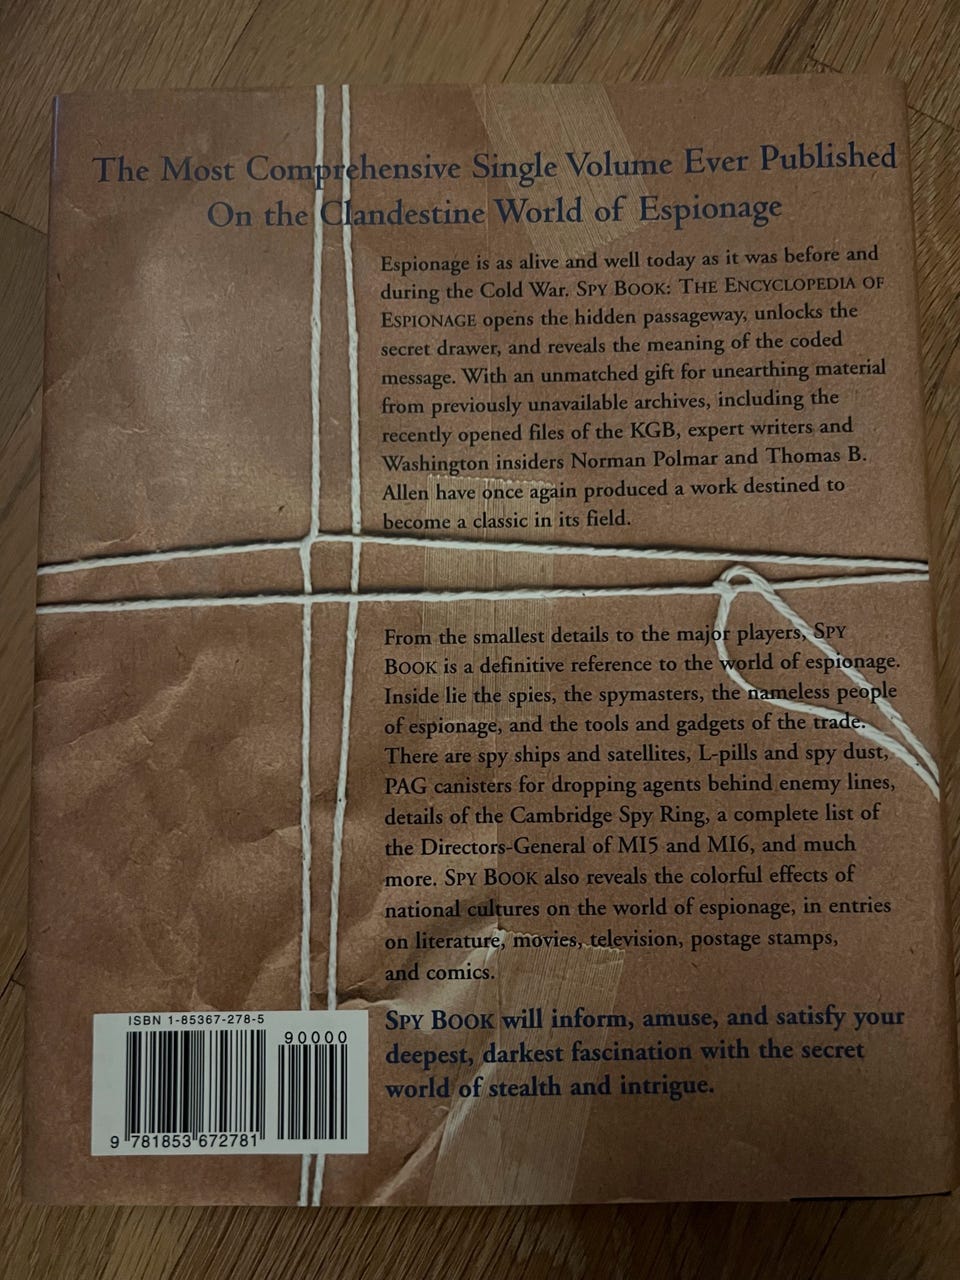 The Most Comprehensive Single Volume Ever Published
On the Clandestine World of Espionage
Espionage is as alive and well today as it was before and
during the Cold War. SPY BOOK: THE ENCYCLOPEDIA OF
ESPIONAGE opens the hidden passageway, unlocks the
secret drawer, and reveals the meaning of the coded
message. With an unmatched gift for unearthing material
from previously unavailable archives, including the
recently opened files of the KGB, expert writers and
Washington insiders Norman Polmar and Thomas B.
Allen have once again produced a work destined to
become a classic in its field.
From the smallest details to the major players, SPY
BOOK is a definitive reference to the world of espionage.
Inside lie the spies, the spymasters, the nameless people
of espionage, and the tools and gadgets of the trade.
There are spy ships and satellites, L-pills and spy dust,
PAG canisters for dropping agents behind enemy lines,
details of the Cambridge Spy Ring, a complete list of
the Directors-General of MI5 and MI6, and much
more. SPY BOOK also reveals the colorful effects of
national cultures on the world of espionage, in entries
on literature, movies, television, postage stamps,
and comics.
SPY BOOK will inform, amuse, and satisfy your
deepest, darkest fascination with the secret
world of stealth and intrigue.
ISBN 1-85367-278-5
90000
9 781853 672781